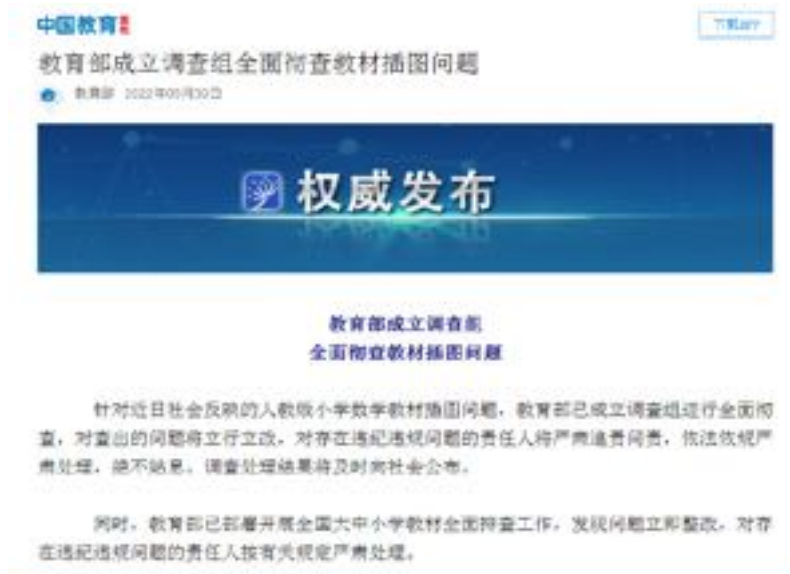 中国教育
教育部成立调查组全面彻查教材插图问题
教育部 2022年05月30日
权威发布
教育部成立调查组
全面彻查教材插图问题
针对近日社会反映的人教版小学数学教材插图问题，教育部已成立调查组进行全面彻
查，对查出的问题将立行立改，对存在违纪违规问题的责任人将严肃追责问责，依法依规严
肃处理，绝不姑息。调查处理结果将及时向社会公布。
同时，教育部已部署开展全国大中小学教材全面排查工作，发现问题立即整改，对存
在违纪违规问题的责任人按有关规定严肃处理。